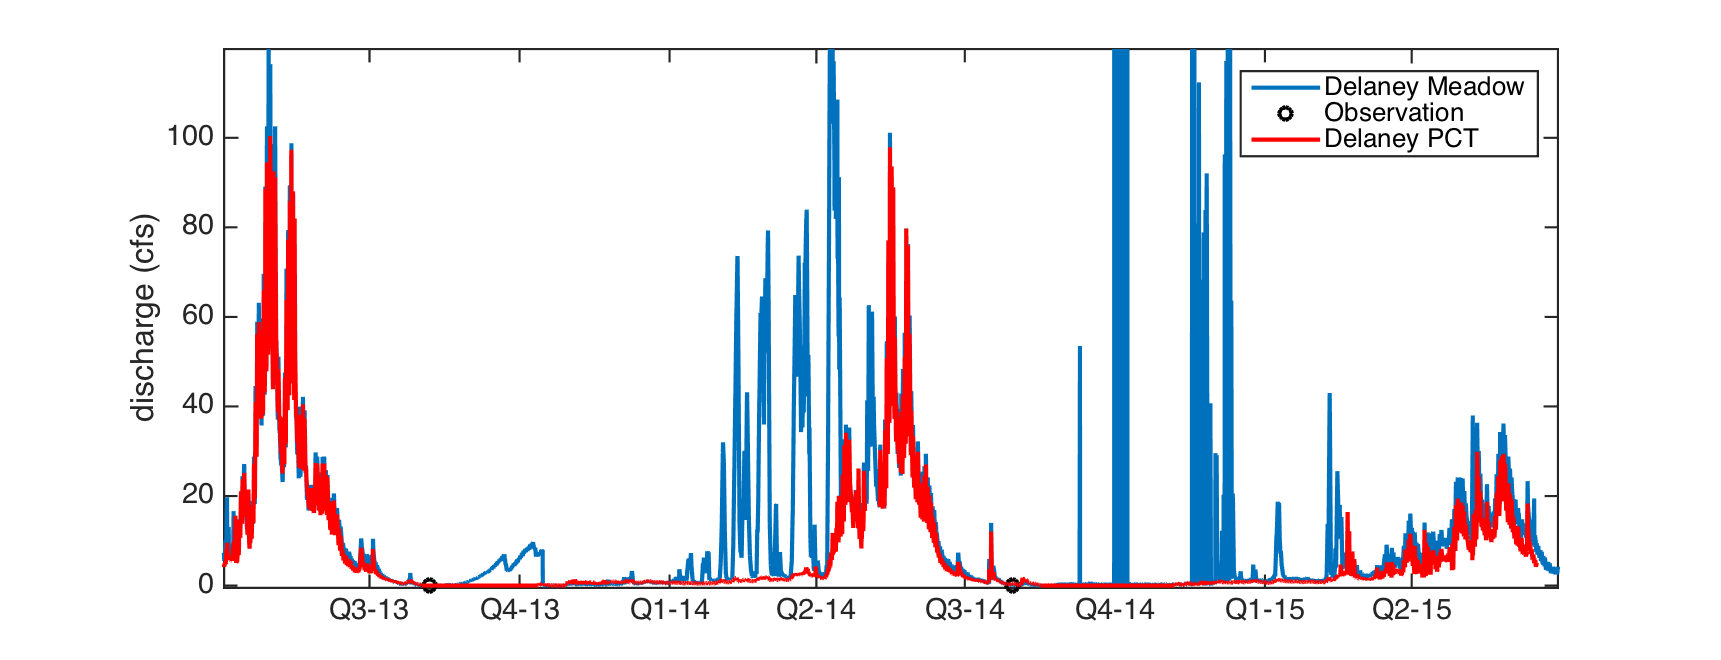 discharge (cfs)
100
80
60
40
20
0
Q3-13
Q4-13
Q1-14
Q2-14
Q3-14
Q4-14
Q1-15
Q2-15
Delaney Meadow
Observation
Delaney PCT